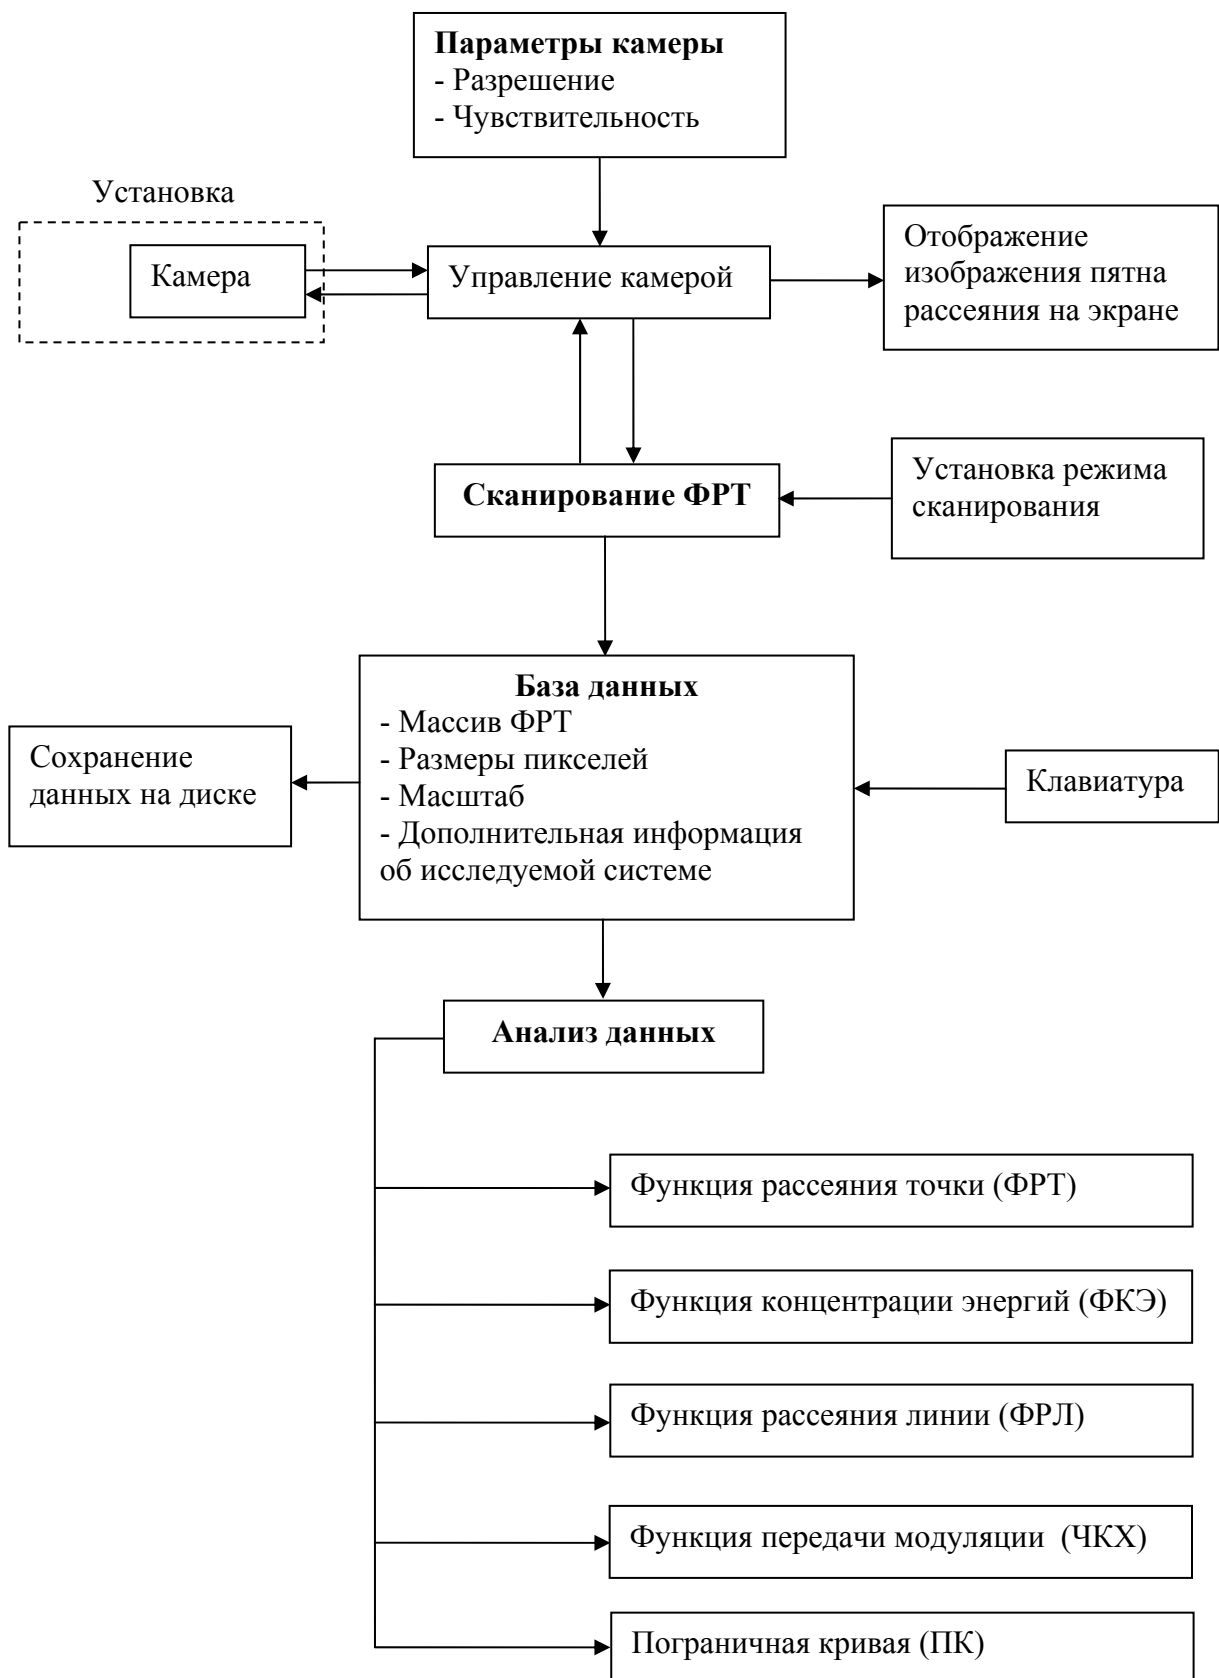 Параметры камеры
- Разрешение
- Чувствительность
Установка
Камера
Управление камерой
Отображение
изображения пятна
рассеяния на экране
Сканирование ФРТ
Установка режима
сканирования
База данных
- Массив ФРТ
- Размеры пикселей
- Масштаб
- Дополнительная информация
об исследуемой системе
Сохранение
данных на диске
Клавиатура
Анализ данных
Функция рассеяния точки (ФРТ)
Функция концентрации энергий (ФКЭ)
Функция рассеяния линии (ФРЛ)
Функция передачи модуляции (ЧКХ)
Пограничная кривая (ПК)